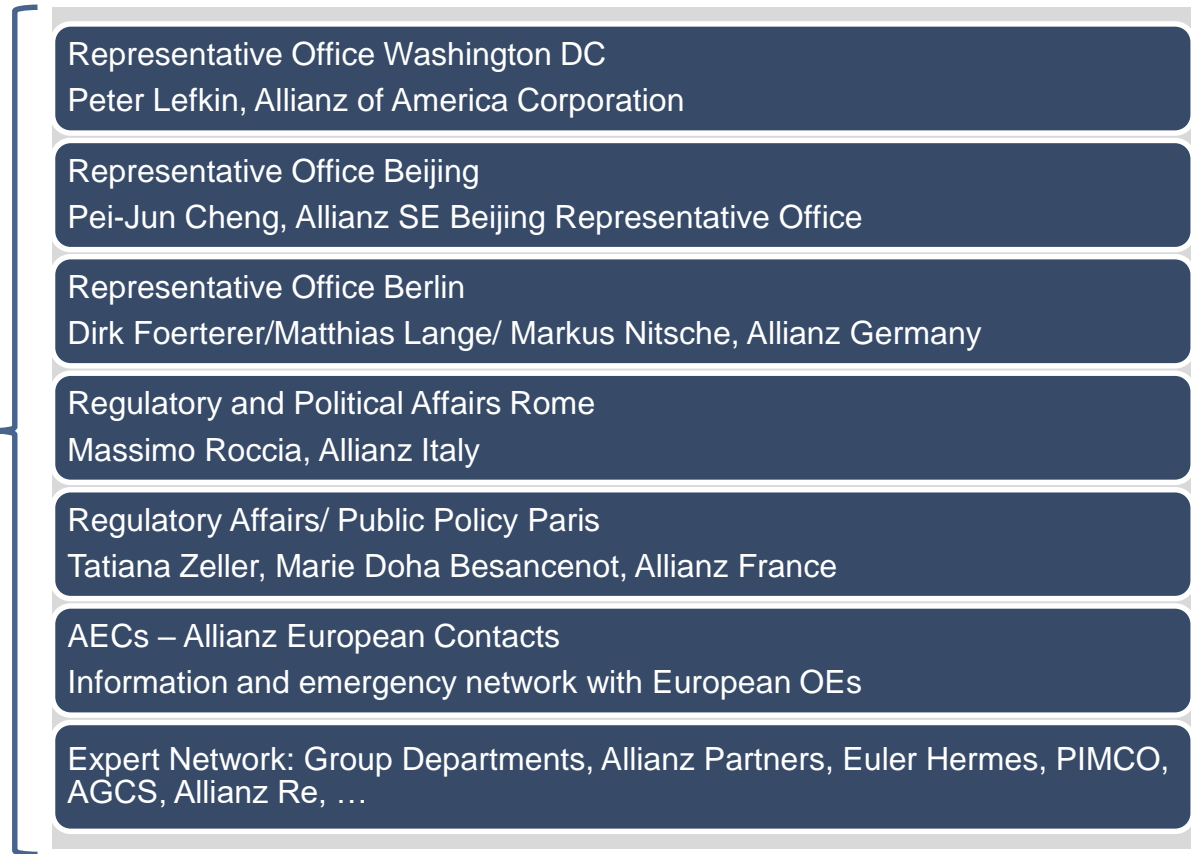 Representative Office Washington DC
Peter Lefkin, Allianz of America Corporation
Representative Office Beijing
Pei-Jun Cheng, Allianz SE Beijing Representative Office
Representative Office Berlin
Dirk Foerterer/Matthias Lange/ Markus Nitsche, Allianz Germany
Regulatory and Political Affairs Rome
Massimo Roccia, Allianz Italy
Regulatory Affairs/ Public Policy Paris
Tatiana Zeller, Marie Doha Besancenot, Allianz France
AECs – Allianz European Contacts
Information and emergency network with European OEs
Expert Network: Group Departments, Allianz Partners, Euler Hermes, PIMCO,
AGCS, Allianz Re, …